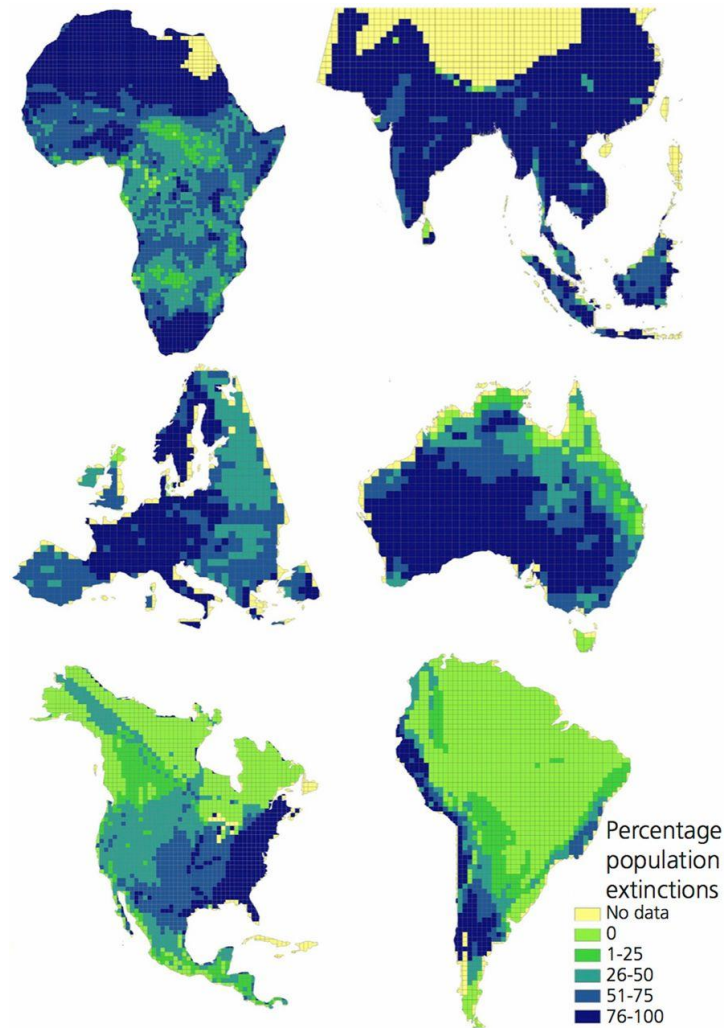 Percentage
population
extinctions
No data
0
1-25
26-50
51-75
76-100